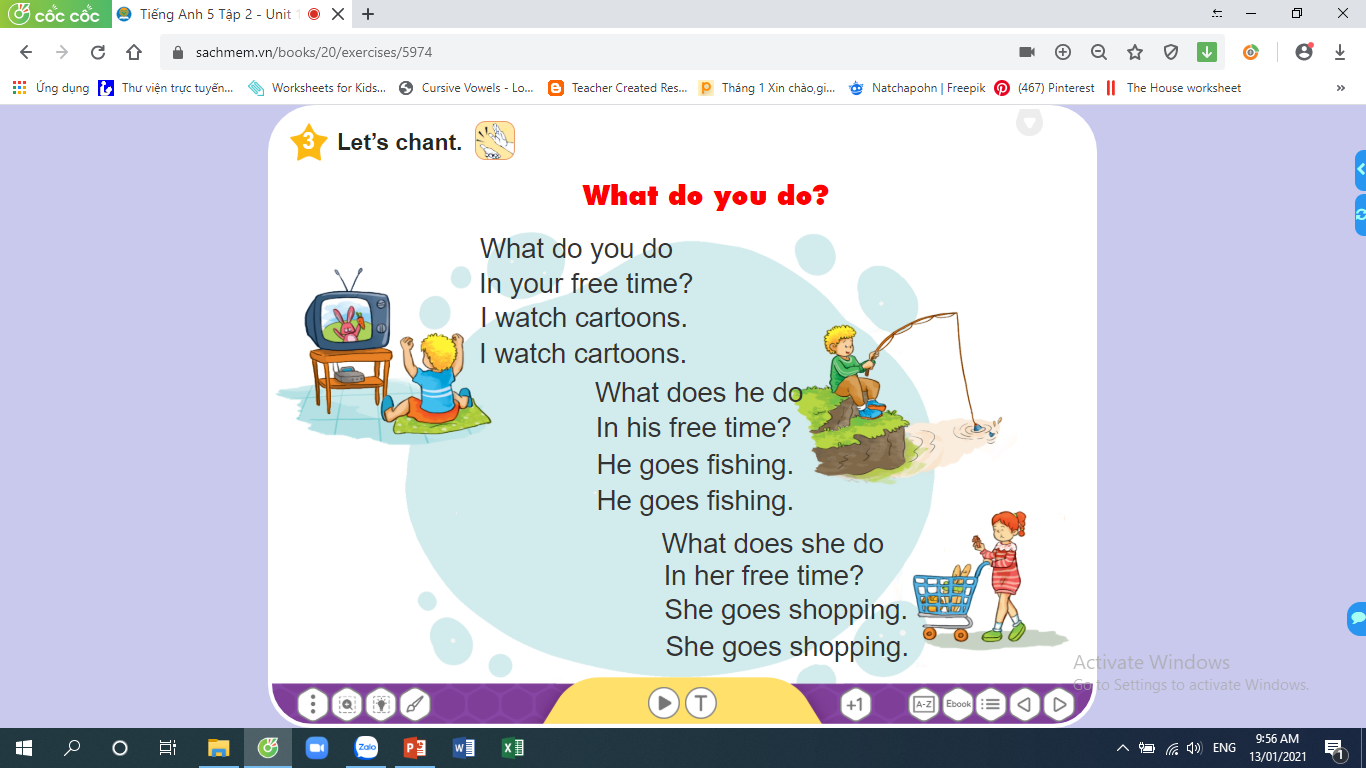 cốc cốc
Tiếng Anh 5 Tập 2 - Unit 1
sachmem.vn/books/20/exercises/5974
Ứng dụng
Thư viện trực tuyến...
Worksheets for Kids...
Cursive Vowels - Lo...
Teacher Created Res...
Tháng 1 Xin chào,gi...
Natchapohn | Freepik
(467) Pinterest
The House worksheet
»
3 Let's chant.
What do you do?
What do you do
In your free time?
I watch cartoons.
I watch cartoons.
What does he do
In his free time?
He goes fishing.
He goes fishing.
What does she do
In her free time?
She goes shopping.
She goes shopping.
Activate Windows
Go to Settings to activate Windows.
T
+1
A-Z
Ebook
Zalo
ENG
9:56 AM
13/01/2021
1